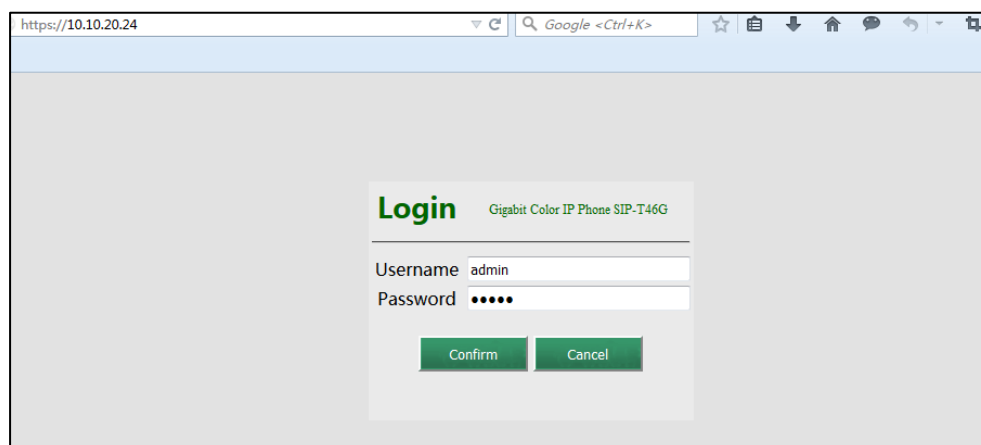 https://10.10.20.24 Google <Ctrl+K>
Login Gigabit Color IP Phone SIP-T46G
Username admin
Password •••••
Confirm Cancel